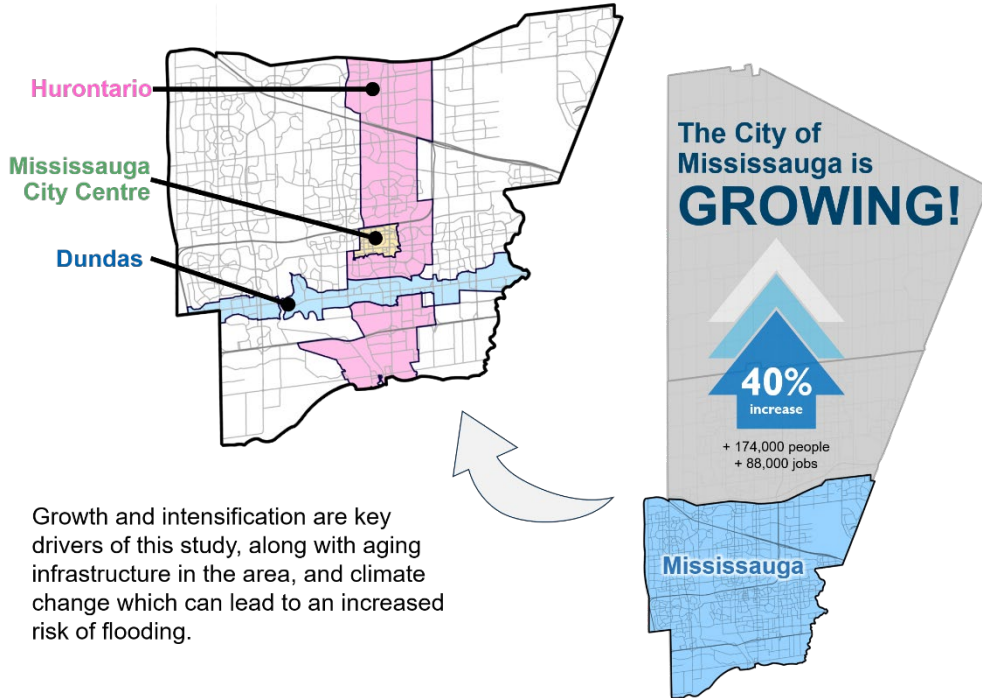 Hurontario
Mississauga
City Centre
Dundas
The City of
Mississauga is
GROWING!
40%
increase
+ 174,000 people
+ 88,000 jobs
Mississauga
Growth and intensification are key
drivers of this study, along with aging
infrastructure in the area, and climate
change which can lead to an increased
risk of flooding.